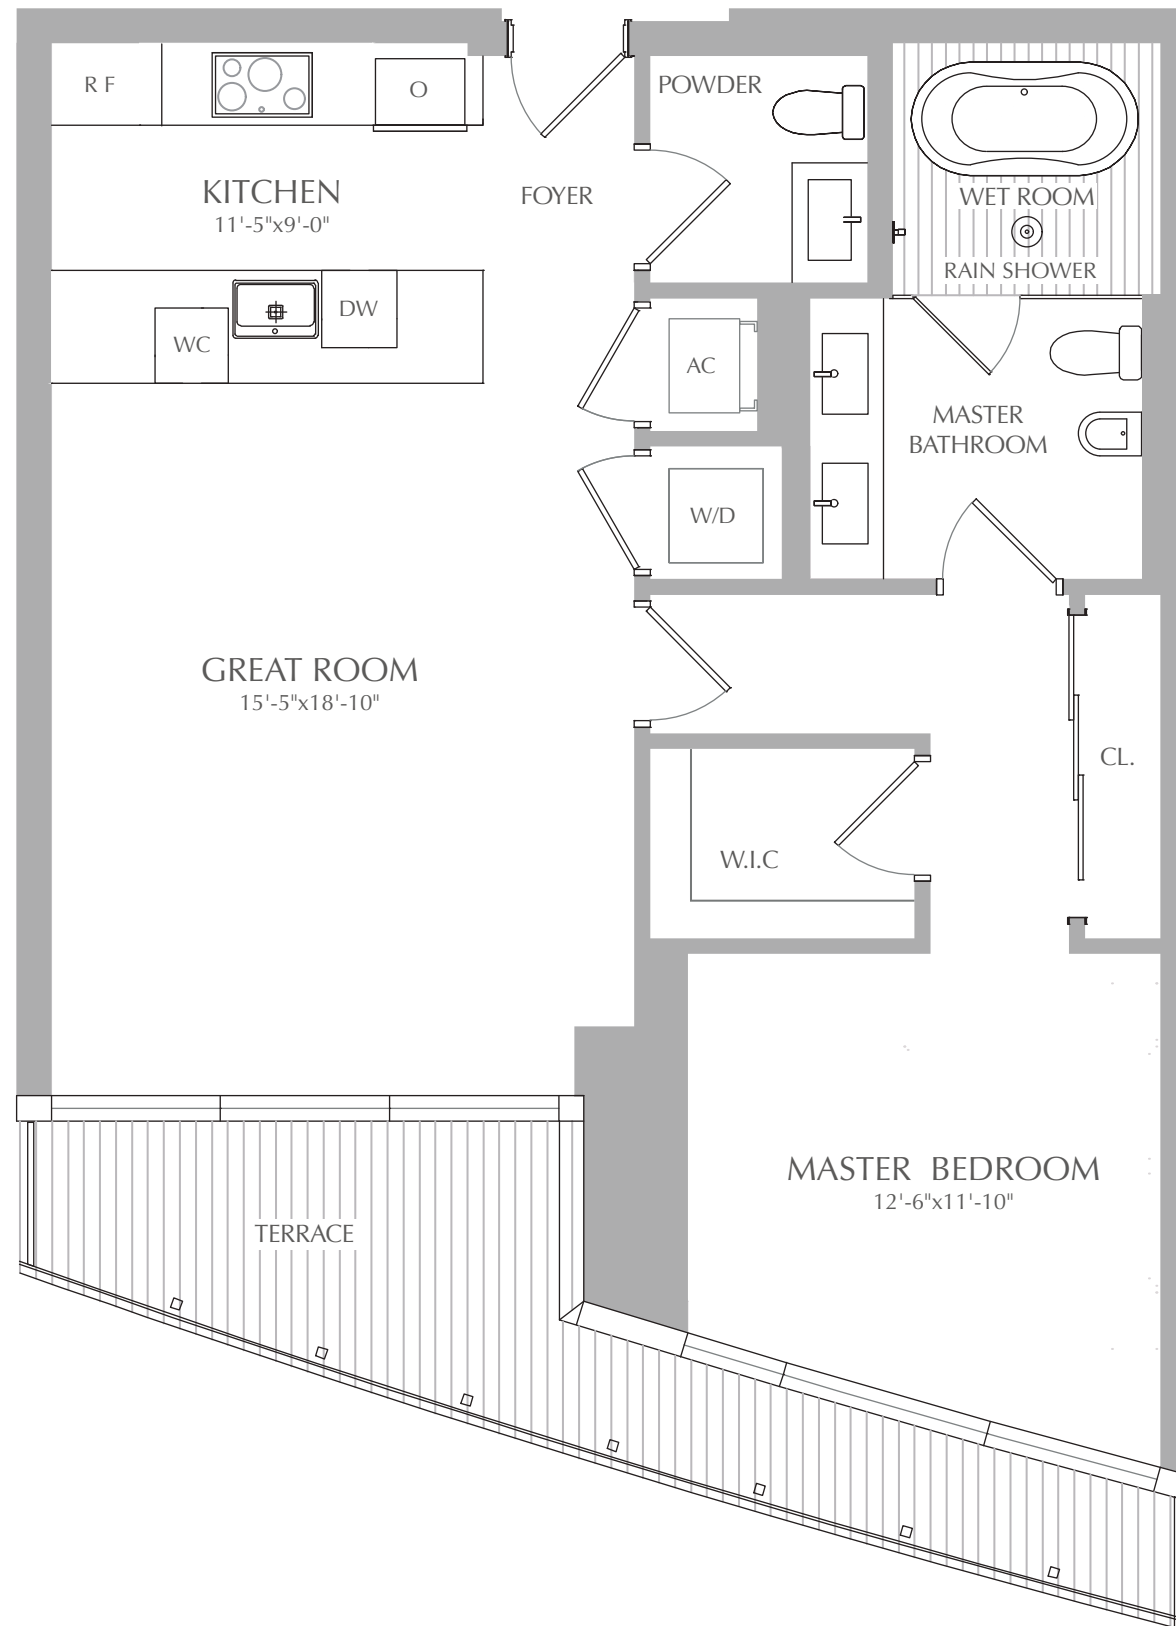 R F
O
POWDER
KITCHEN
11'-5"x9'-0"
FOYER
WET ROOM
RAIN SHOWER
WC
DW
AC
MASTER
BATHROOM
W/D
GREAT ROOM
15'-5"x18'-10"
CL.
W.I.C
MASTER BEDROOM
12'-6"x11'-10"
TERRACE